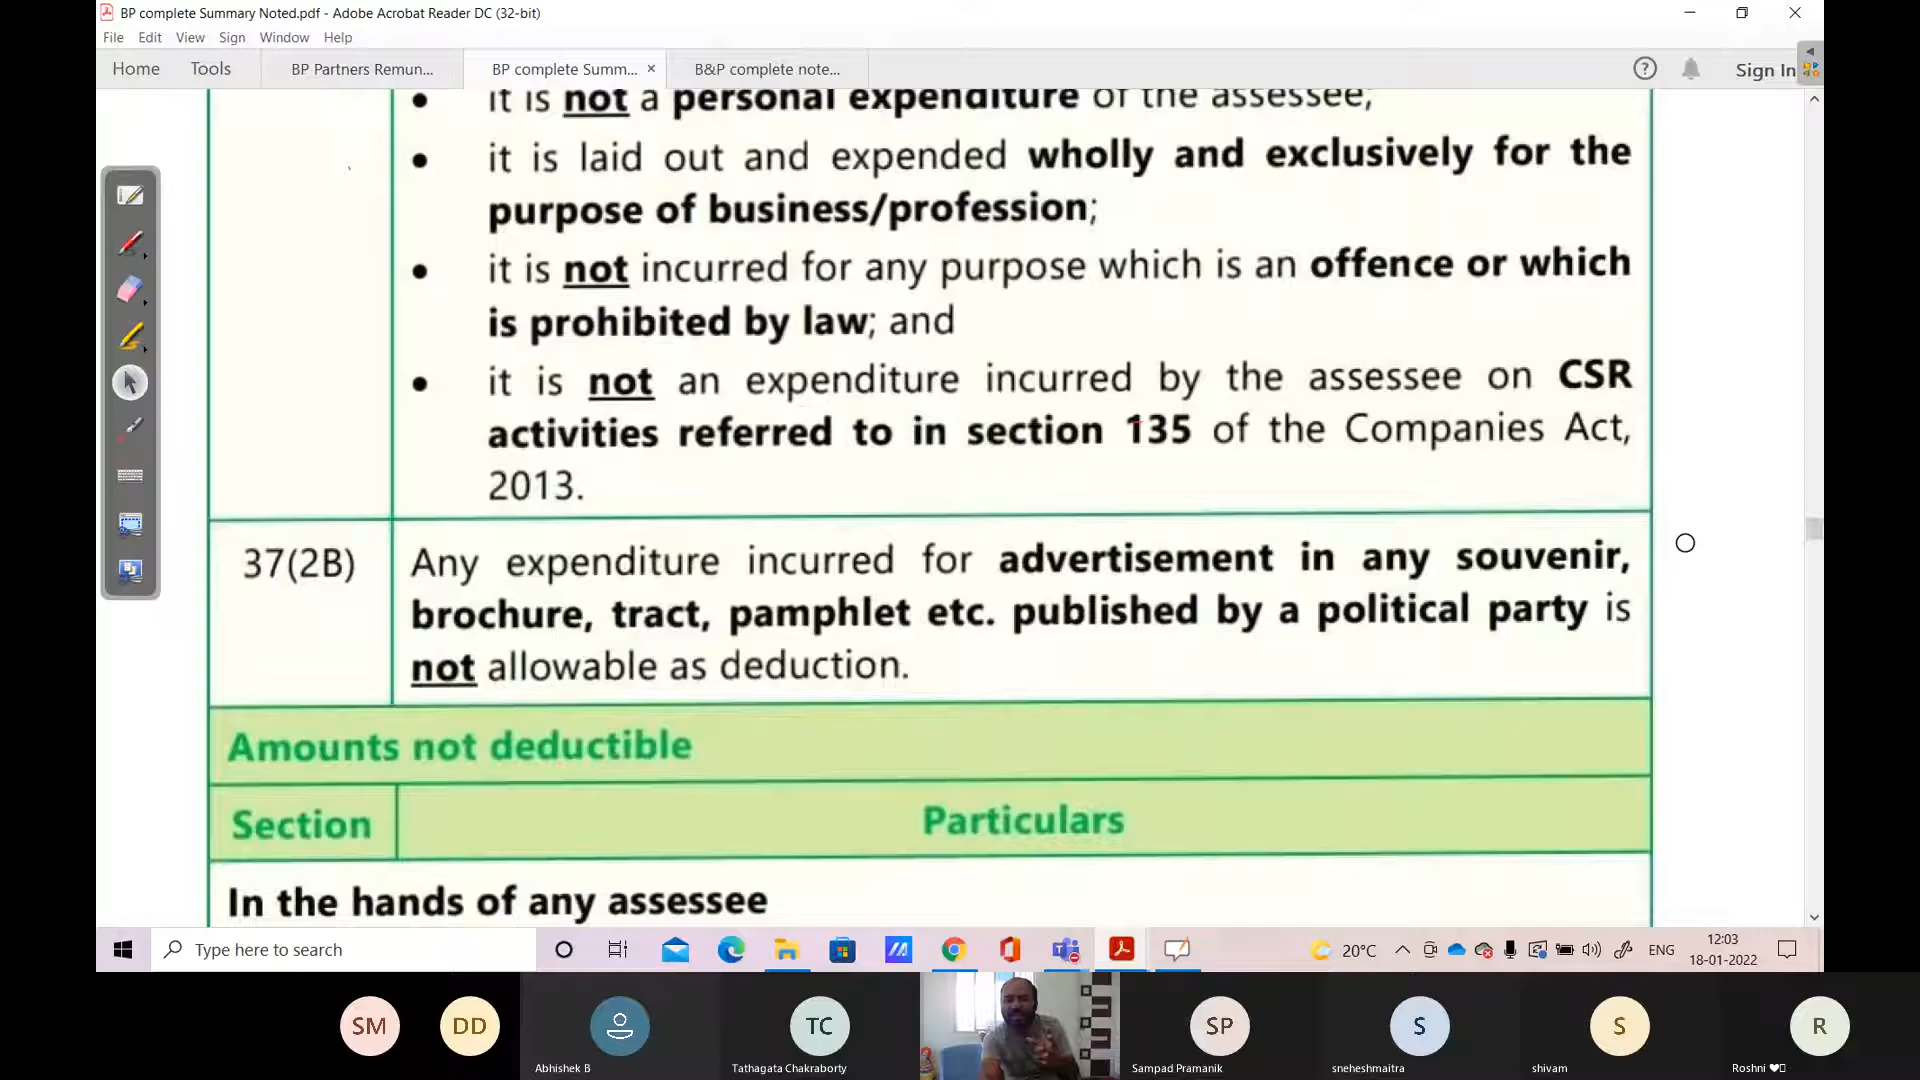 BP complete Summary Noted.pdf - Adobe Acrobat Reader DC (32-bit)
File Edit View Sign Window Help
Home Tools BP Partners Remun... BP complete Summ... × B&P complete note... Sign In
• it is not a personal expenditure of the assessee;
• it is laid out and expended wholly and exclusively for the
purpose of business/profession;
• it is not incurred for any purpose which is an offence or which
is prohibited by law; and
• it is not an expenditure incurred by the assessee on CSR
activities referred to in section 135 of the Companies Act,
2013.
37(2B) Any expenditure incurred for advertisement in any souvenir,
brochure, tract, pamphlet etc. published by a political party is
not allowable as deduction.
Amounts not deductible
Section Particulars
In the hands of any assessee
Type here to search 20°C ENG 12:03
18-01-2022
SM DD TC SP S S R
Abhishek B Tathagata Chakraborty Sampad Pramanik sneheshmaitra shivam Roshni ❤